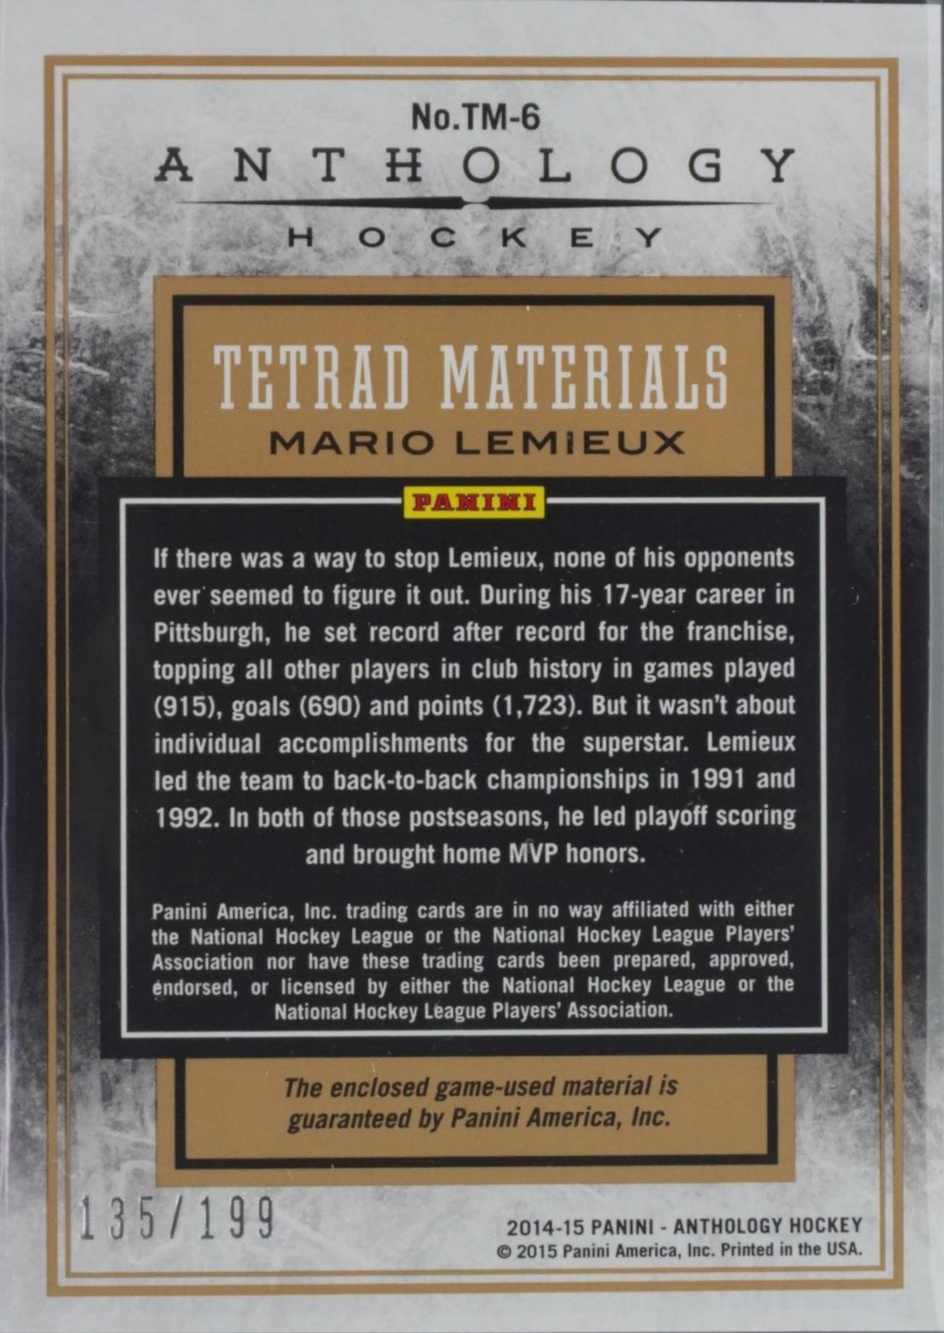 No.TM-6
ANTHOLOGY
HOCKEY
TETRAD MATERIALS
MARIO LEMIEUX
PANINI
If there was a way to stop Lemieux, none of his opponents
ever seemed to figure it out. During his 17-year career in
Pittsburgh, he set record after record for the franchise,
topping all other players in club history in games played
(915), goals (690) and points (1,723). But it wasn't about
individual accomplishments for the superstar. Lemieux
led the team to back-to-back championships in 1991 and
1992. In both of those postseasons, he led playoff scoring
and brought home MVP honors.
Panini America, Inc. trading cards are in no way affiliated with either
the National Hockey League or the National Hockey League Players'
Association nor have these trading cards been prepared, approved,
endorsed, or licensed by either the National Hockey League or the
National Hockey League Players' Association.
The enclosed game-used material is
guaranteed by Panini America, Inc.
135/199
2014-15 PANINI - ANTHOLOGY HOCKEY
© 2015 Panini America, Inc. Printed in the USA.